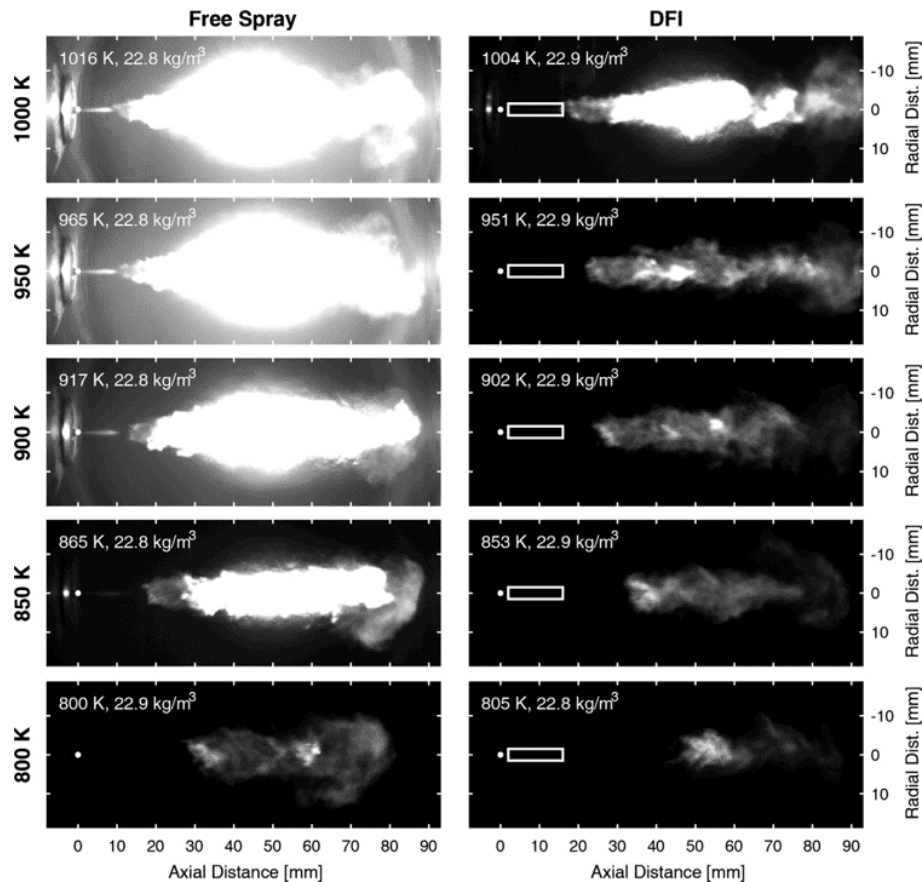 Free Spray DFI
1000 K
1016 K, 22.8 kg/m³
1004 K, 22.9 kg/m³
-10
0
10
Radial Dist. [mm]
950 K
965 K, 22.8 kg/m³
951 K, 22.9 kg/m³
-10
0
10
Radial Dist. [mm]
900 K
917 K, 22.8 kg/m³
902 K, 22.9 kg/m³
-10
0
10
Radial Dist. [mm]
850 K
865 K, 22.8 kg/m³
853 K, 22.9 kg/m³
-10
0
10
Radial Dist. [mm]
800 K
800 K, 22.9 kg/m³
805 K, 22.8 kg/m³
-10
0
10
Radial Dist. [mm]
0 10 20 30 40 50 60 70 80 90 0 10 20 30 40 50 60 70 80 90
Axial Distance [mm] Axial Distance [mm]